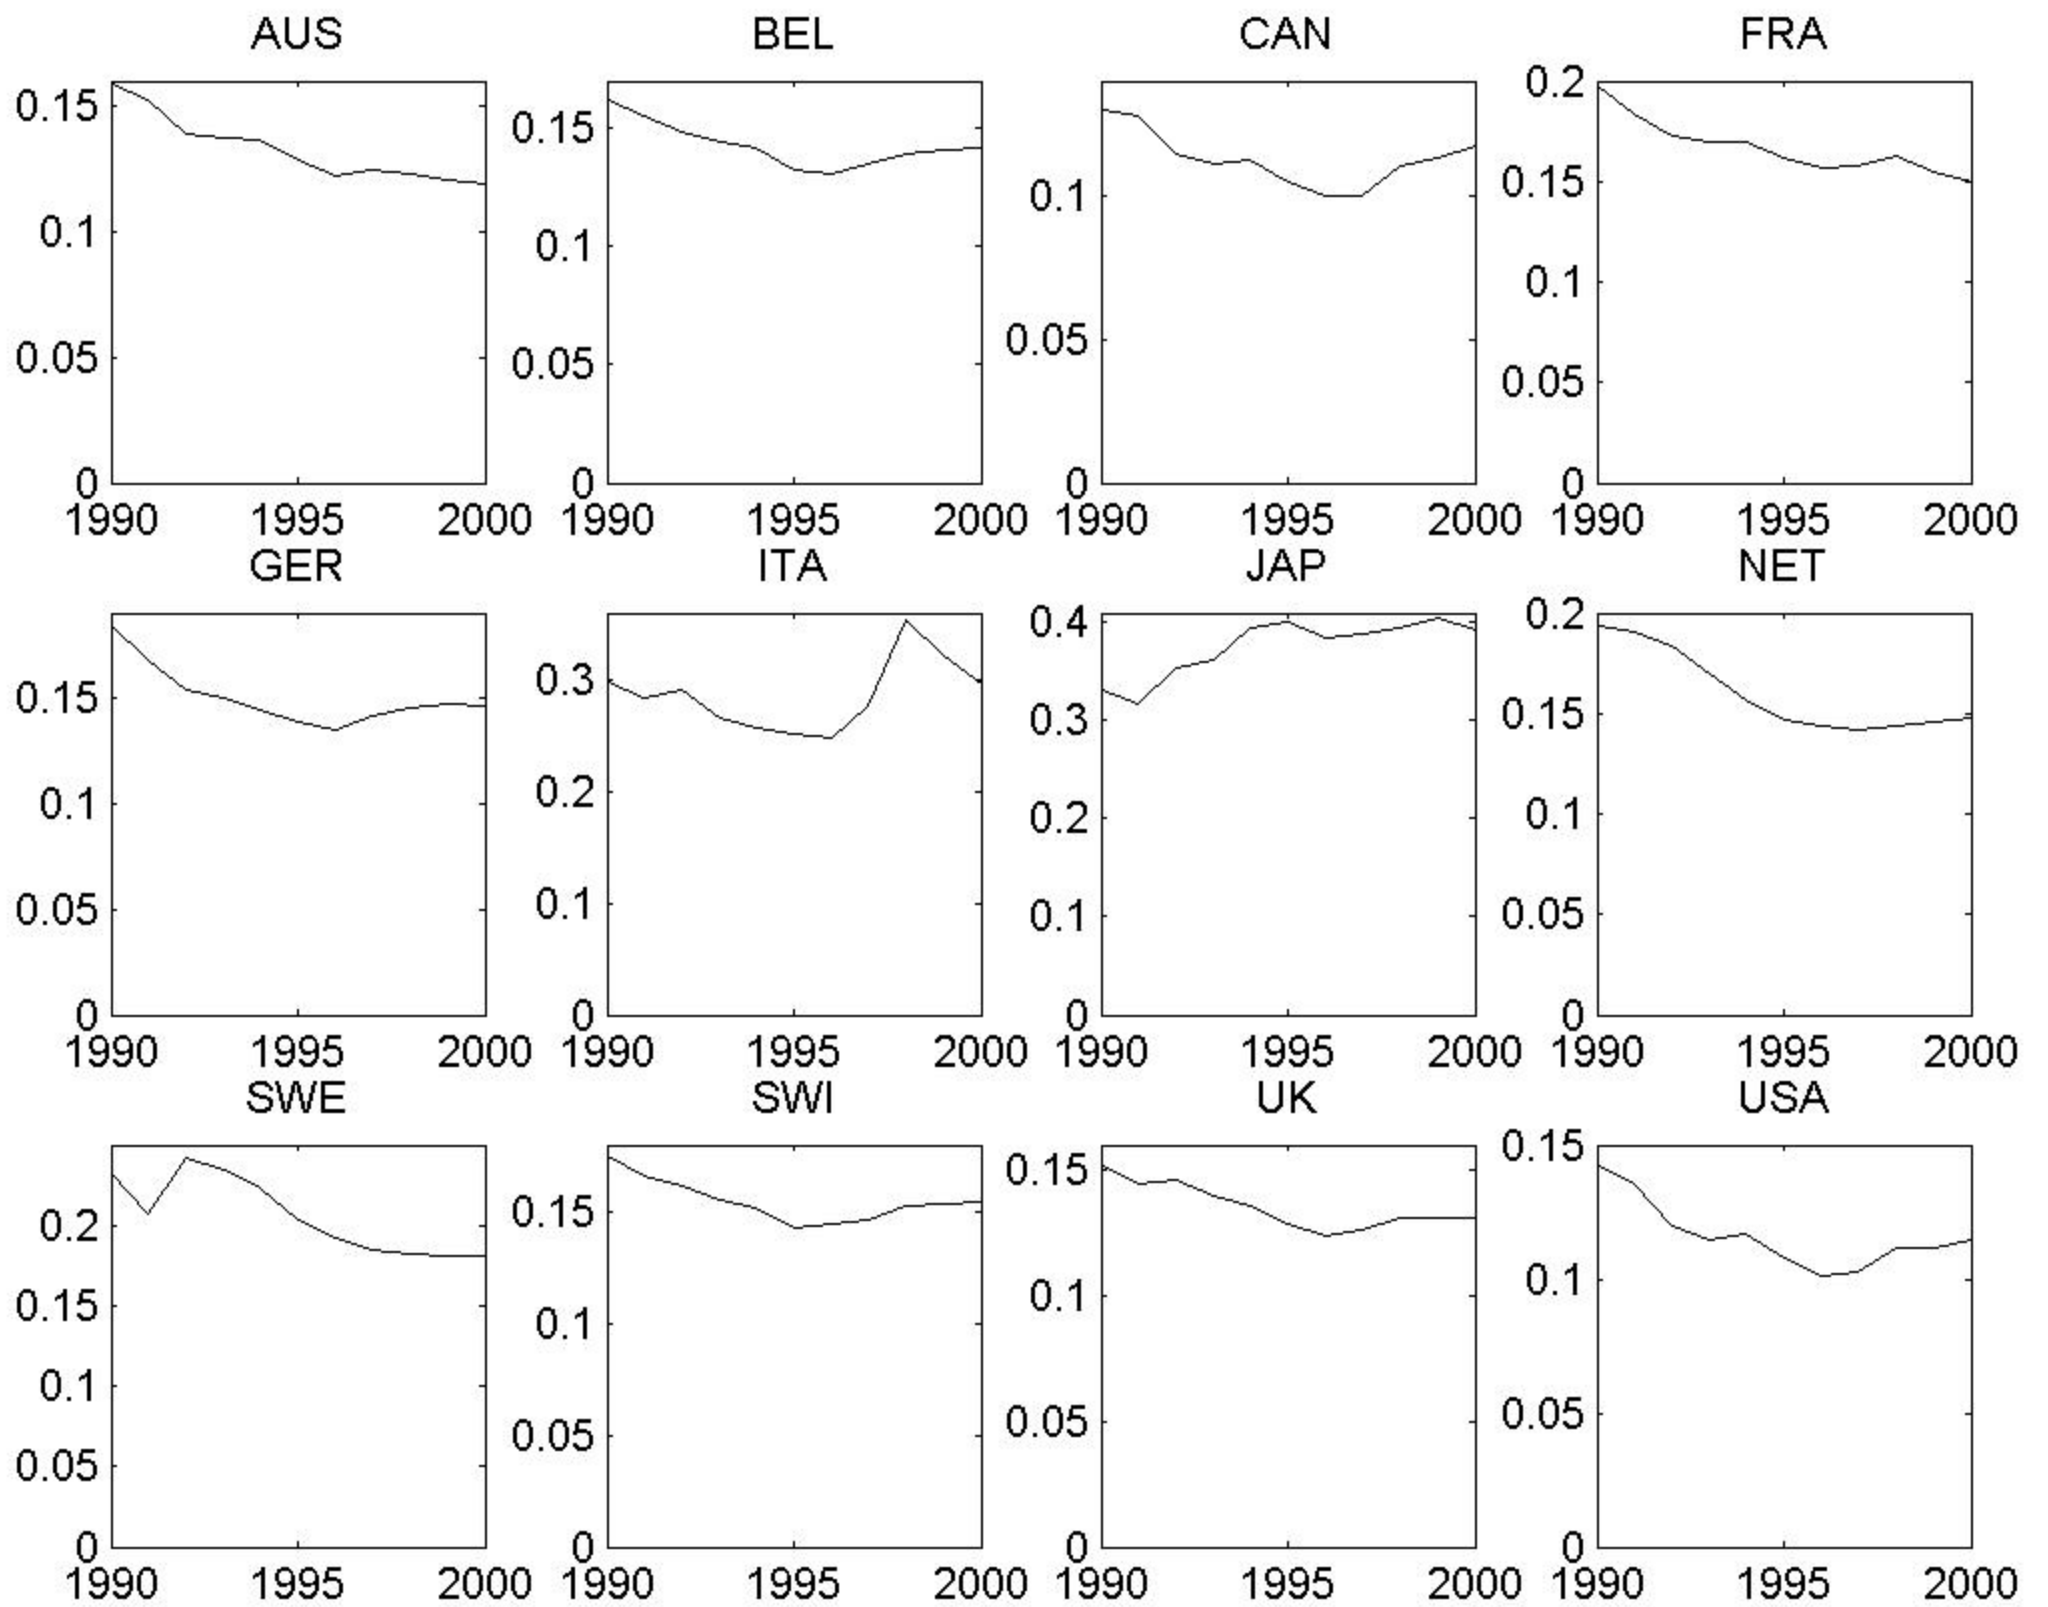 AUS BEL CAN FRA
0.15 0.15 0.1 0.2
0.1 0.1 0.05 0.15
0.05 0.05 0 0.1
0 0 0.05
0
1990 1995 2000 1990 1995 2000 1990 1995 2000 1990 1995 2000
GER ITA JAP NET
0.15 0.3 0.4 0.2
0.1 0.2 0.3 0.15
0.05 0.1 0.2 0.1
0 0 0.1 0.05
0 0
1990 1995 2000 1990 1995 2000 1990 1995 2000 1990 1995 2000
SWE SWI UK USA
0.2 0.15 0.15 0.15
0.15 0.1 0.1 0.1
0.1 0.05 0.05 0.05
0.05 0 0 0
0
1990 1995 2000 1990 1995 2000 1990 1995 2000 1990 1995 2000